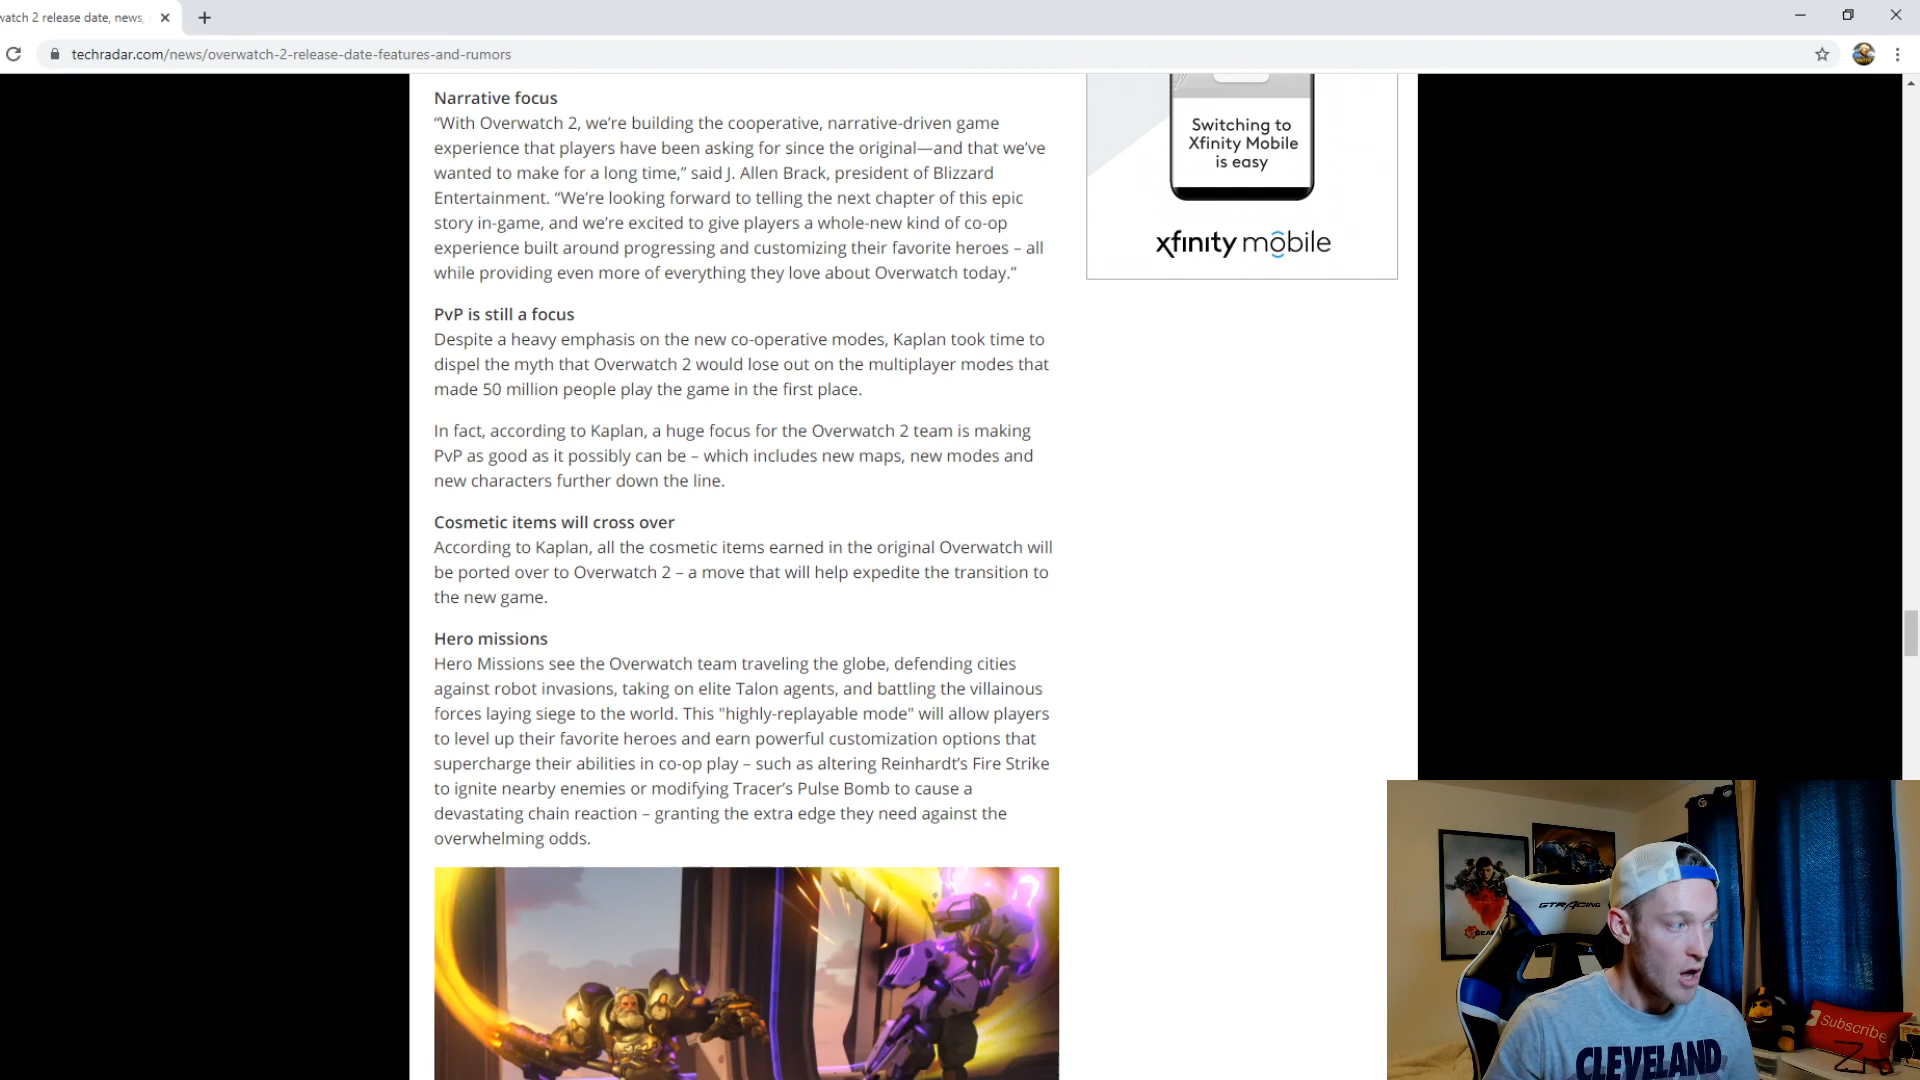 watch 2 release date, news,
techradar.com/news/overwatch-2-release-date-features-and-rumors
Narrative focus
“With Overwatch 2, we’re building the cooperative, narrative-driven game
experience that players have been asking for since the original—and that we’ve
wanted to make for a long time,” said J. Allen Brack, president of Blizzard
Entertainment. “We’re looking forward to telling the next chapter of this epic
story in-game, and we’re excited to give players a whole-new kind of co-op
experience built around progressing and customizing their favorite heroes – all
while providing even more of everything they love about Overwatch today.”
PvP is still a focus
Despite a heavy emphasis on the new co-operative modes, Kaplan took time to
dispel the myth that Overwatch 2 would lose out on the multiplayer modes that
made 50 million people play the game in the first place.
In fact, according to Kaplan, a huge focus for the Overwatch 2 team is making
PvP as good as it possibly can be – which includes new maps, new modes and
new characters further down the line.
Cosmetic items will cross over
According to Kaplan, all the cosmetic items earned in the original Overwatch will
be ported over to Overwatch 2 – a move that will help expedite the transition to
the new game.
Hero missions
Hero Missions see the Overwatch team traveling the globe, defending cities
against robot invasions, taking on elite Talon agents, and battling the villainous
forces laying siege to the world. This "highly-replayable mode" will allow players
to level up their favorite heroes and earn powerful customization options that
supercharge their abilities in co-op play – such as altering Reinhardt’s Fire Strike
to ignite nearby enemies or modifying Tracer’s Pulse Bomb to cause a
devastating chain reaction – granting the extra edge they need against the
overwhelming odds.
Switching to
Xfinity Mobile
is easy
xfinity mobile
GTRACING
GEAR
Subscribe
CLEVELAND